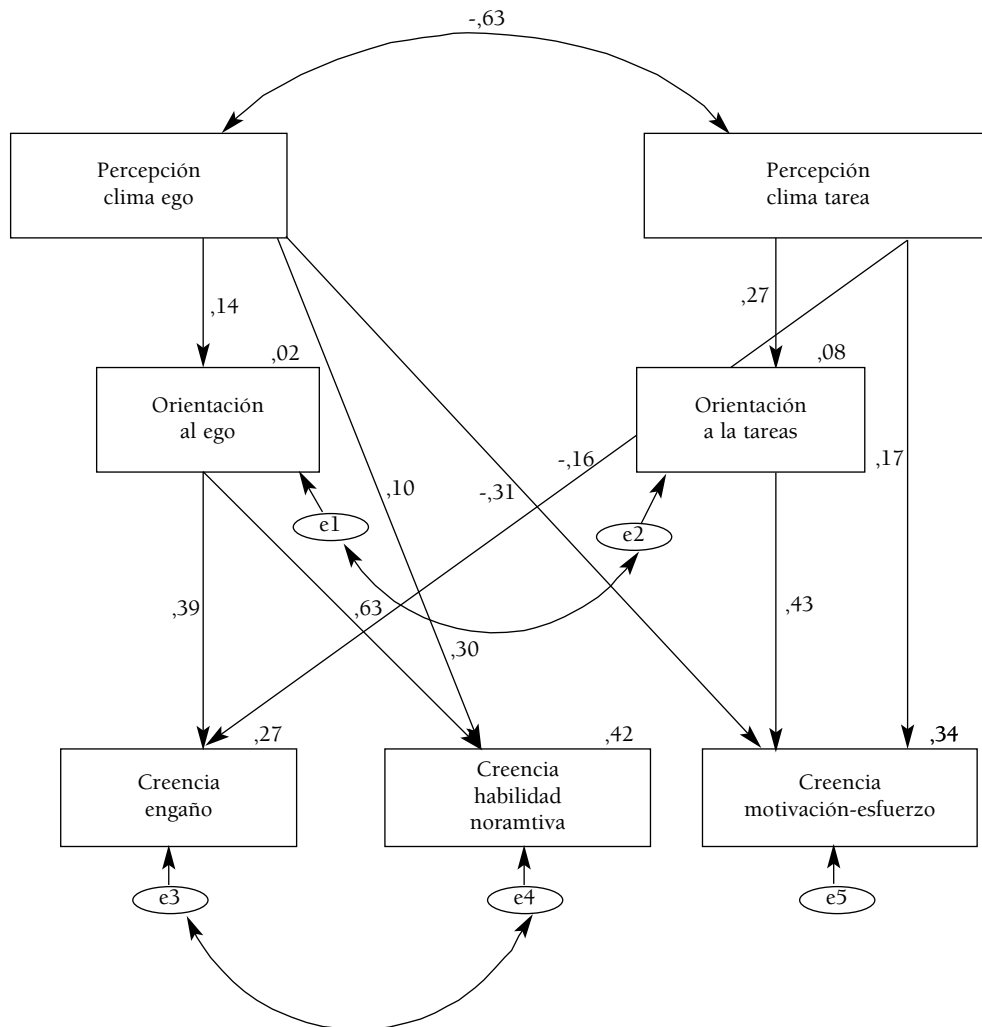 -,63
Percepción
clima ego
Percepción
clima tarea
,14
,27
,02
,08
Orientación
al ego
Orientación
a la tareas
-,16
,17
,10
-,31
e1
e2
,39
,63
,43
,30
,27
,42
,34
Creencia
engaño
Creencia
habilidad
noramtiva
Creencia
motivación-esfuerzo
e3
e4
e5